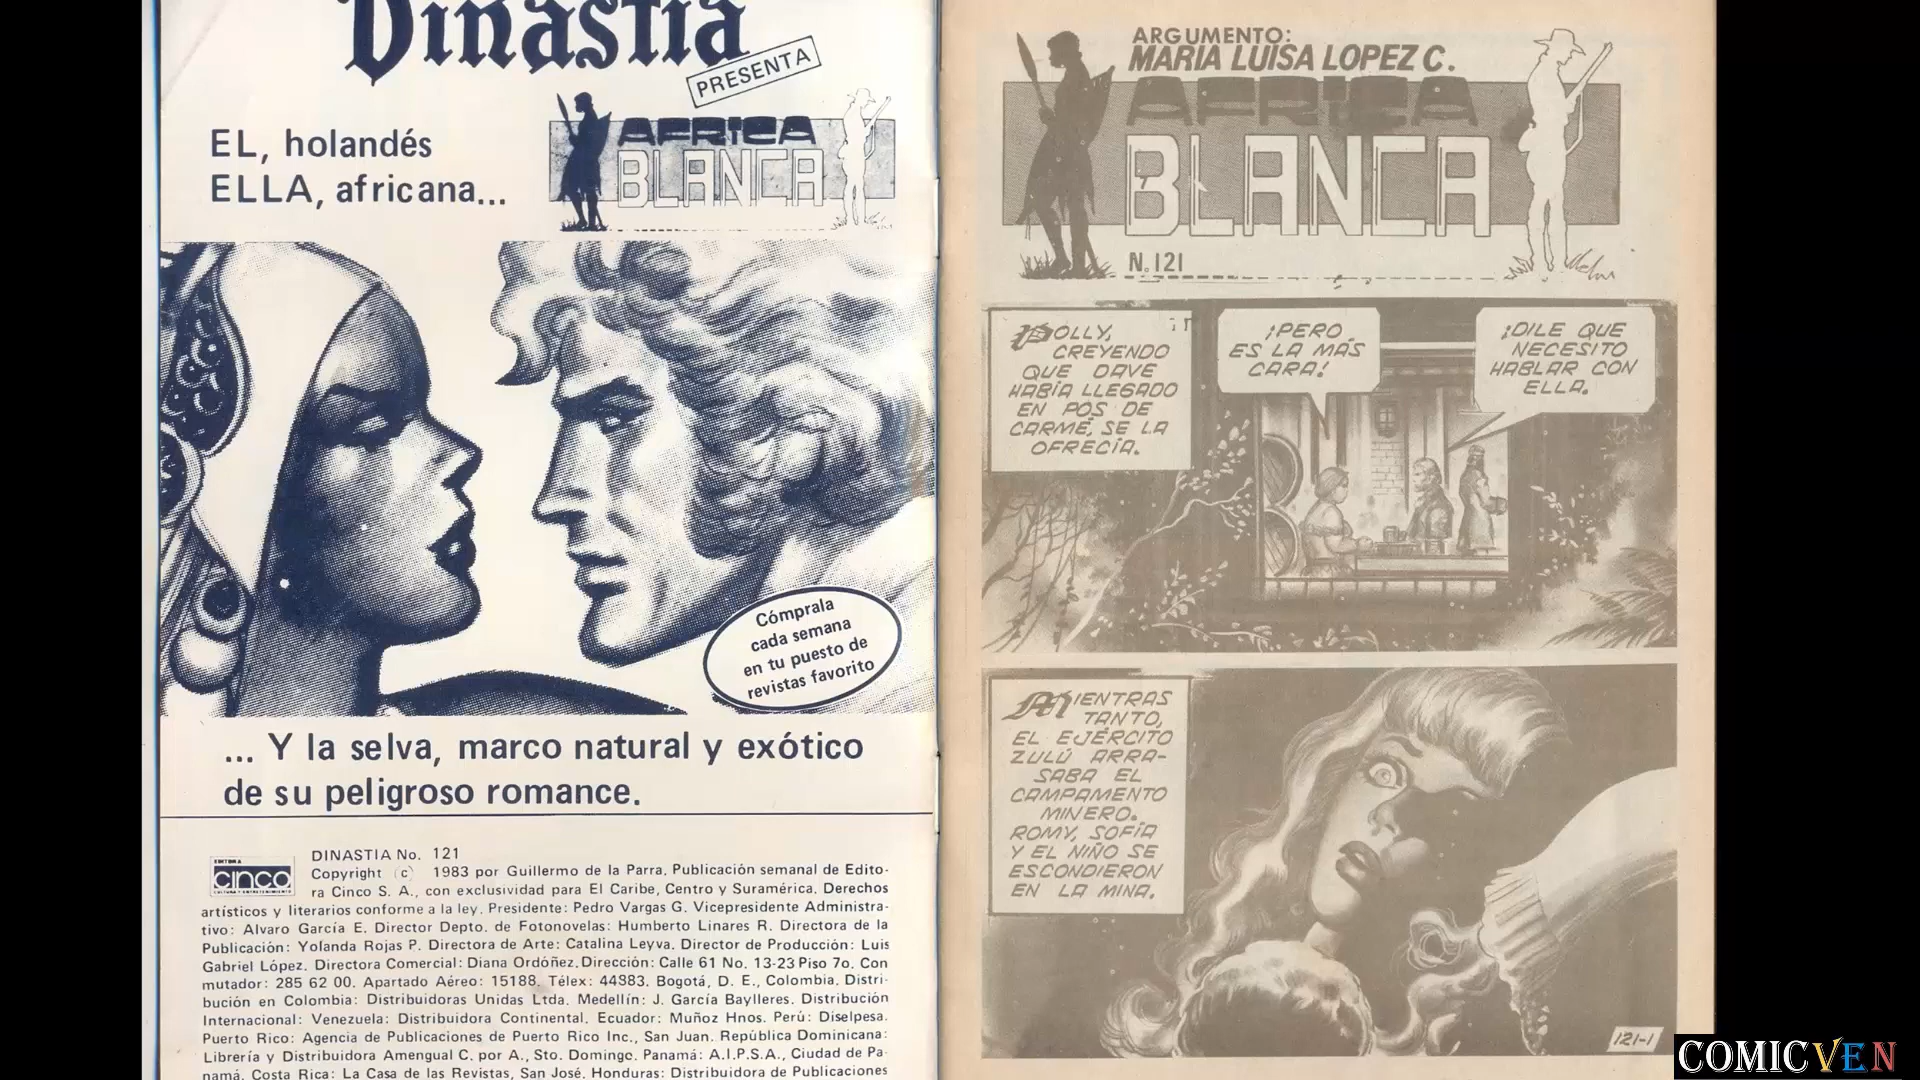 Dinastía
PRESENTA
EL, holandés
ELLA, africana...
AFRICA
BLANCA
Cómprala
cada semana
en tu puesto de
revistas favorito
... Y la selva, marco natural y exótico
de su peligroso romance.
EDITORA
CINCO
DINASTIA No. 121
Copyright (c) 1983 por Guillermo de la Parra. Publicación semanal de Edito-
ra Cinco S. A., con exclusividad para El Caribe, Centro y Suramérica. Derechos
artísticos y literarios conforme a la ley. Presidente: Pedro Vargas G. Vicepresidente Administra-
tivo: Alvaro García E. Director Depto. de Fotonovelas: Humberto Linares R. Directora de la
Publicación: Yolanda Rojas P. Directora de Arte: Catalina Leyva. Director de Producción: Luis
Gabriel López. Directora Comercial: Diana Ordóñez. Dirección: Calle 61 No. 13-23 Piso 7o. Con
mutador: 285 62 00. Apartado Aéreo: 15188. Télex: 44383. Bogotá, D. E., Colombia. Distri-
bución en Colombia: Distribuidoras Unidas Ltda. Medellín: J. García Baylleres. Distribución
Internacional: Venezuela: Distribuidora Continental. Ecuador: Muñoz Hnos. Perú: Diselpesa.
Puerto Rico: Agencia de Publicaciones de Puerto Rico Inc., San Juan. República Dominicana:
Librería y Distribuidora Amengual C. por A., Sto. Domingo. Panamá: A.I.P.S.A., Ciudad de Pa-
namá. Costa Rica: La Casa de las Revistas, San José. Honduras: Distribuidora de Publicaciones
ARGUMENTO:
MARIA LUISA LOPEZ C.
AFRICA
BLANCA
N. 121
POLLY,
CREYENDO
QUE DAVE
HABÍA LLEGADO
EN POS DE
CARMÉ, SE LA
OFRECÍA.
¡PERO
ES LA MÁS
CARA!
¡DILE QUE
NECESITO
HABLAR CON
ELLA.
MIENTRAS
TANTO,
EL EJÉRCITO
ZULÚ ARRA-
SABA EL
CAMPAMENTO
MINERO.
ROMY, SOFÍA
Y EL NIÑO SE
ESCONDIERON
EN LA MINA.
121-1
COMICVEN